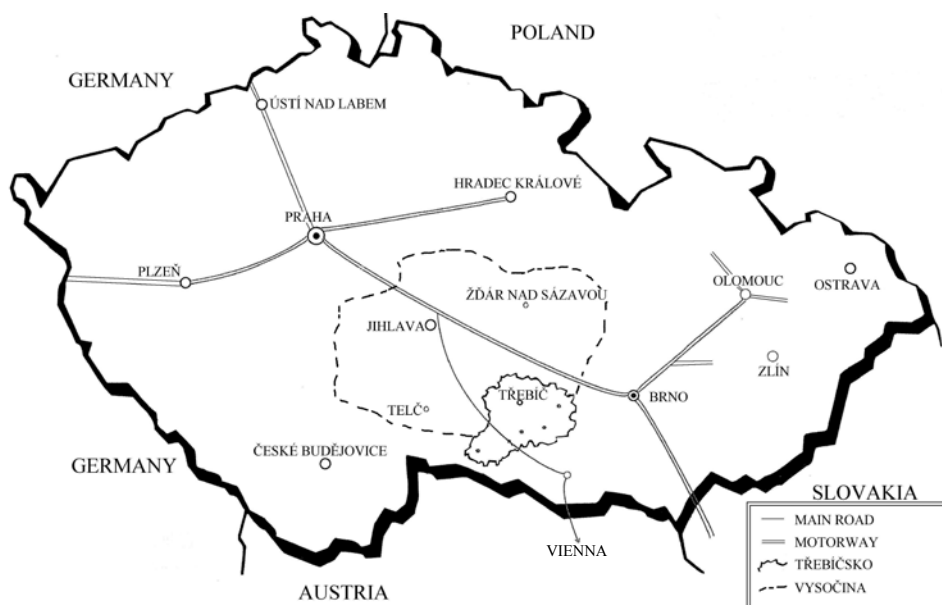 POLAND
GERMANY
ÚSTÍ NAD LABEM
HRADEC KRÁLOVÉ
PRAHA
PLZEŇ
OLOMOUC
OSTRAVA
ŽĎÁR NAD SÁZAVOU
JIHLAVA
ZLÍN
TŘEBÍČ
BRNO
TELČ
ČESKÉ BUDĚJOVICE
GERMANY
SLOVAKIA
MAIN ROAD
MOTORWAY
VIENNA
TŘEBÍČSKO
VYSOČINA
AUSTRIA